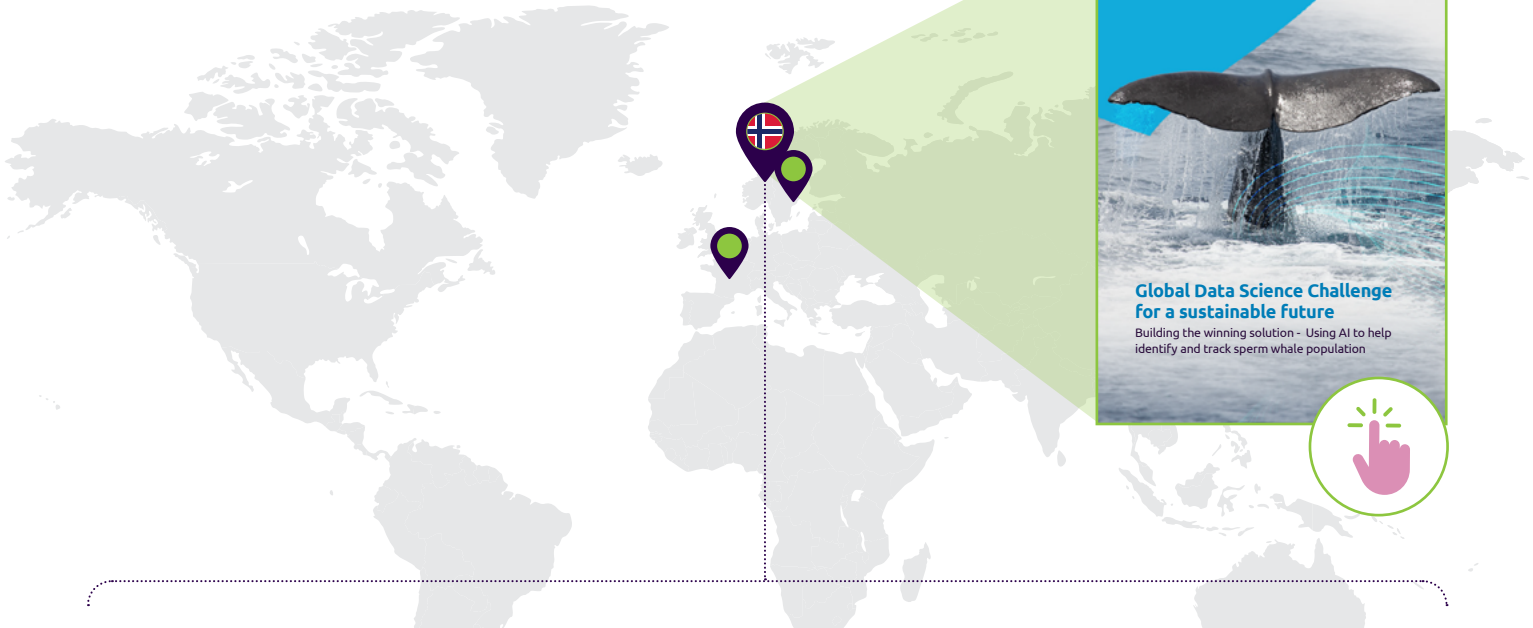 Global Data Science Challenge
for a sustainable future
Building the winning solution - Using AI to help
identify and track sperm whale population